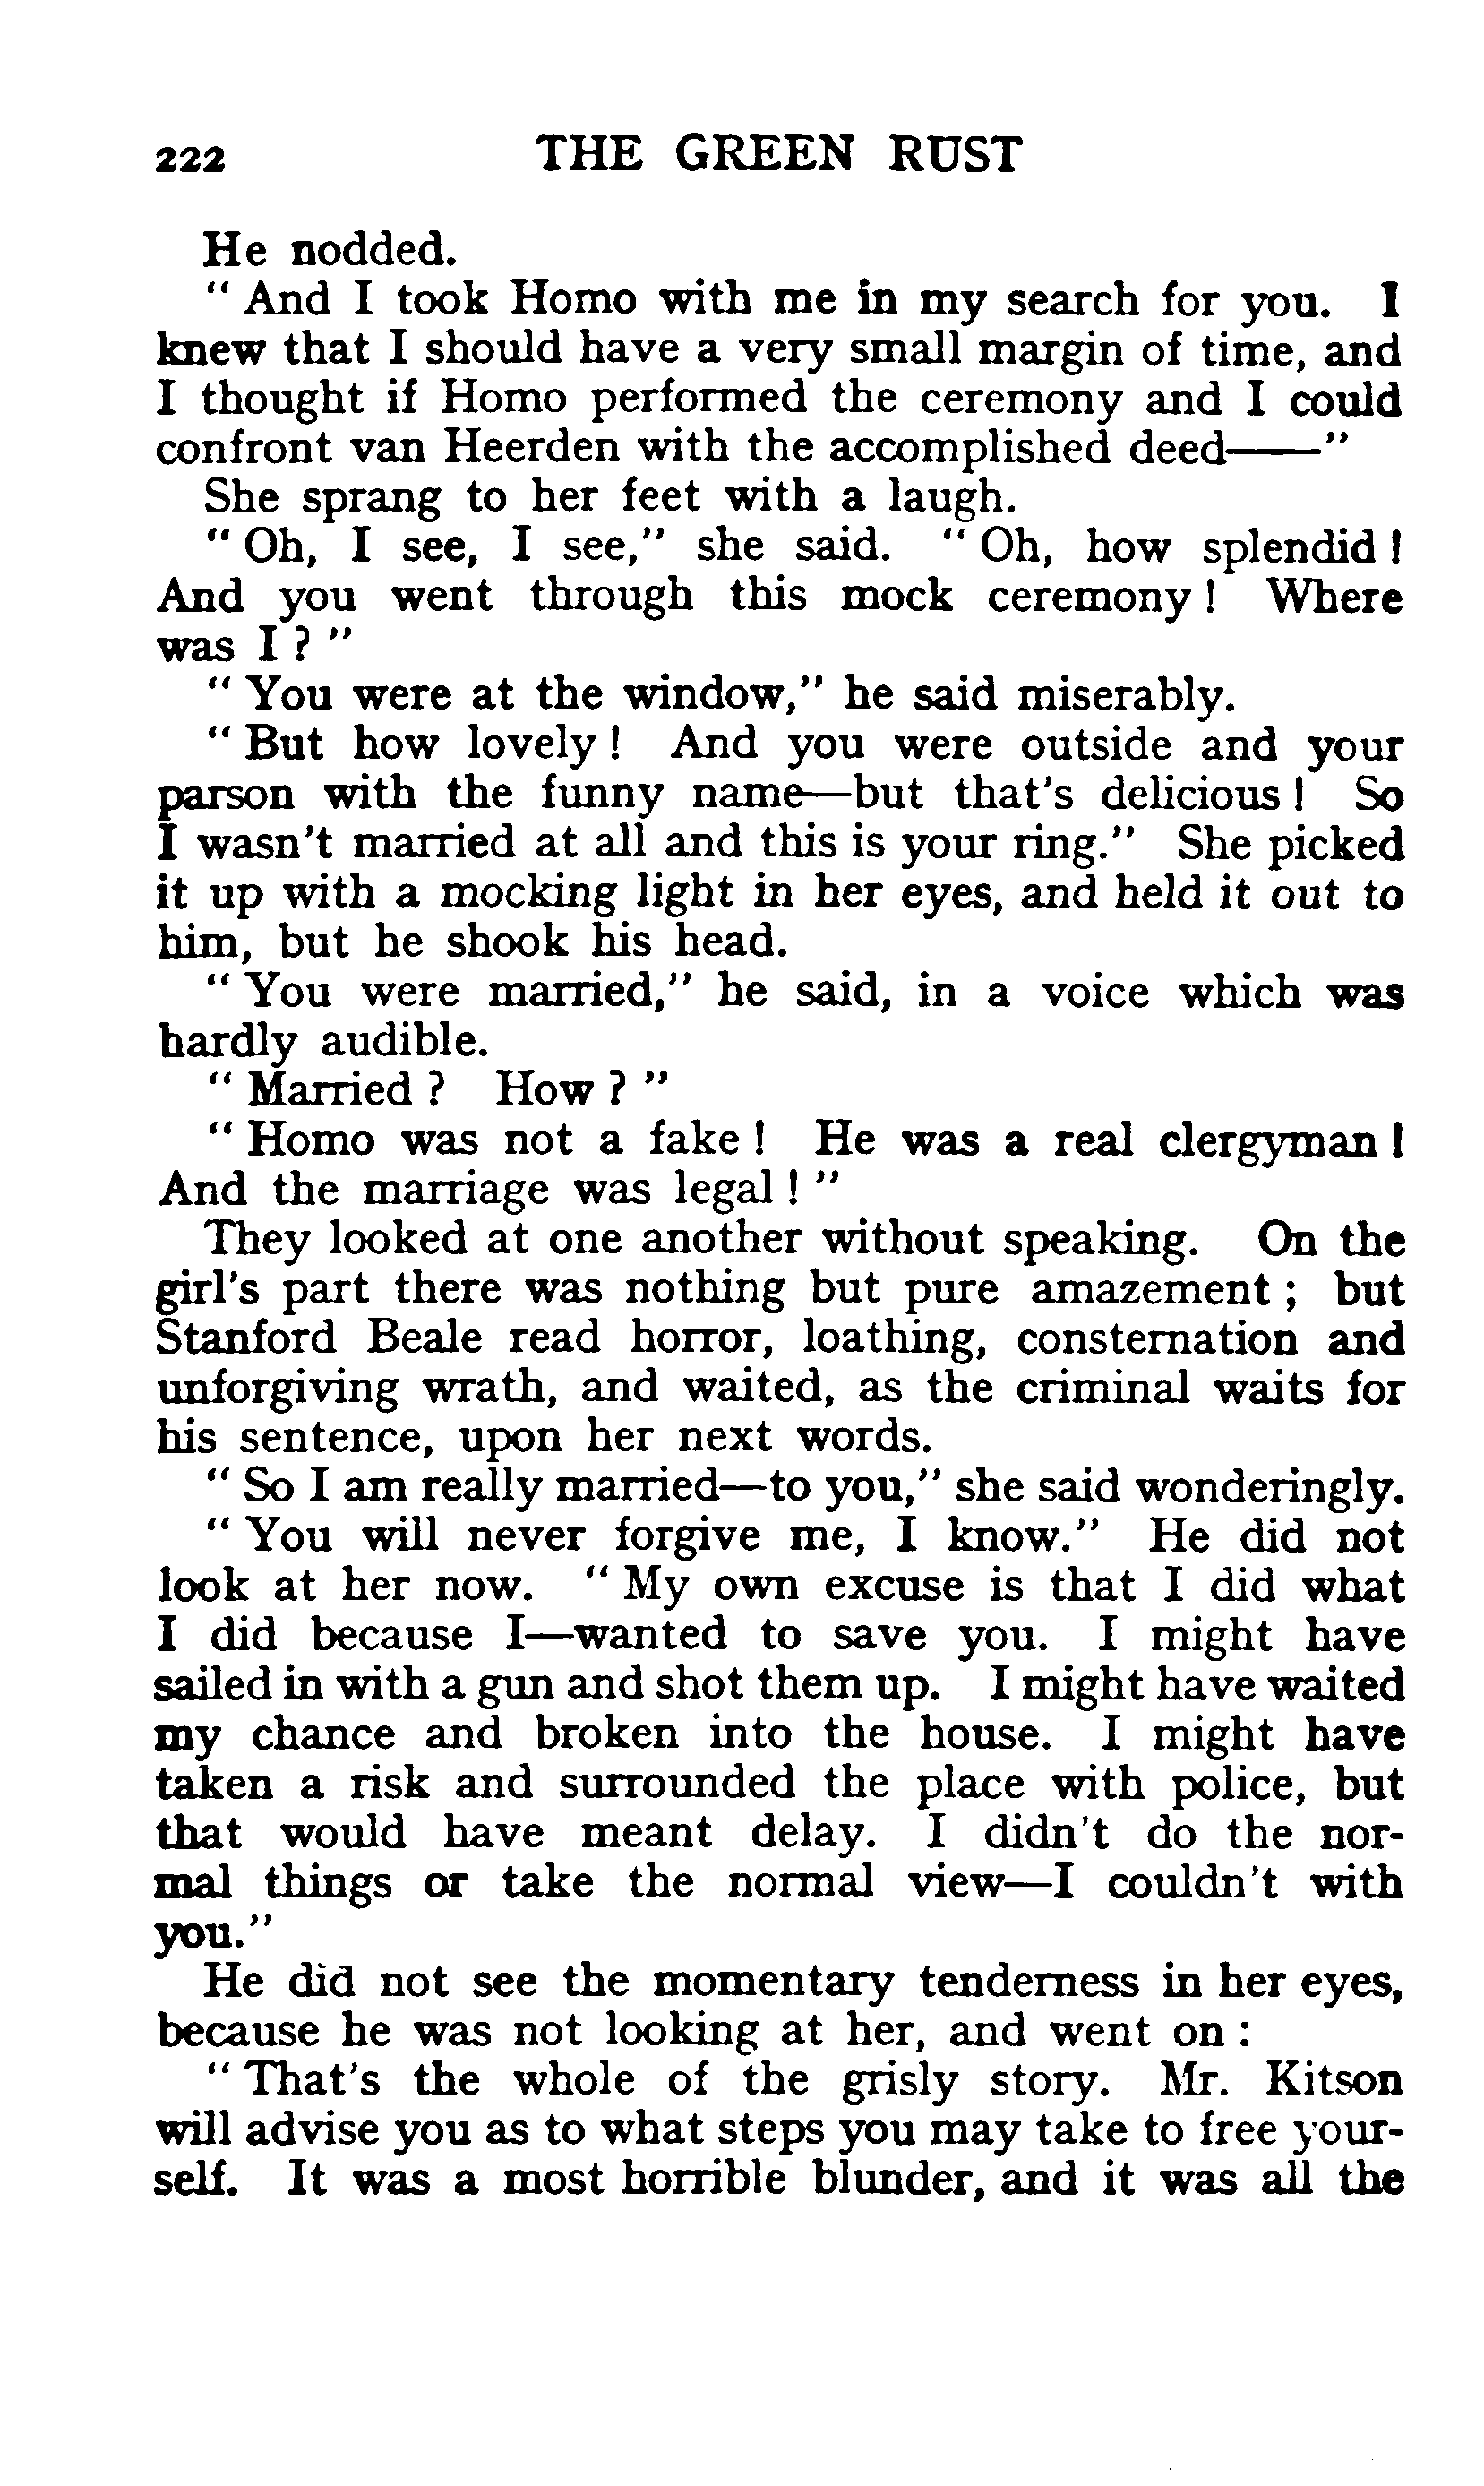 222 THE GREEN RUST
He nodded.
" And I took Homo with me in my search for you. I
knew that I should have a very small margin of time, and
I thought if Homo performed the ceremony and I could
confront van Heerden with the accomplished deed——"
She sprang to her feet with a laugh.
" Oh, I see, I see," she said. " Oh, how splendid !
And you went through this mock ceremony ! Where
was I ? "
" You were at the window," he said miserably.
" But how lovely ! And you were outside and your
parson with the funny name—but that's delicious ! So
I wasn't married at all and this is your ring." She picked
it up with a mocking light in her eyes, and held it out to
him, but he shook his head.
" You were married," he said, in a voice which was
hardly audible.
" Married ? How ? "
" Homo was not a fake ! He was a real clergyman !
And the marriage was legal ! "
They looked at one another without speaking. On the
girl's part there was nothing but pure amazement ; but
Stanford Beale read horror, loathing, consternation and
unforgiving wrath, and waited, as the criminal waits for
his sentence, upon her next words.
" So I am really married—to you," she said wonderingly.
" You will never forgive me, I know." He did not
look at her now. " My own excuse is that I did what
I did because I—wanted to save you. I might have
sailed in with a gun and shot them up. I might have waited
my chance and broken into the house. I might have
taken a risk and surrounded the place with police, but
that would have meant delay. I didn't do the nor-
mal things or take the normal view—I couldn't with
you."
He did not see the momentary tenderness in her eyes,
because he was not looking at her, and went on :
" That's the whole of the grisly story. Mr. Kitson
will advise you as to what steps you may take to free your-
self. It was a most horrible blunder, and it was all the